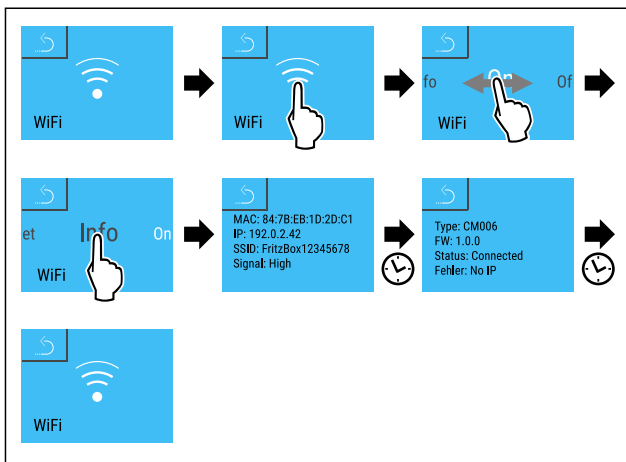 WiFi
WiFi
fo On Of
WiFi
et Info On
WiFi
MAC: 84:7B:EB:1D:2D:C1
IP: 192.0.2.42
SSID: FritzBox12345678
Signal: High
Type: CM006
FW: 1.0.0
Status: Connected
Fehler: No IP
WiFi